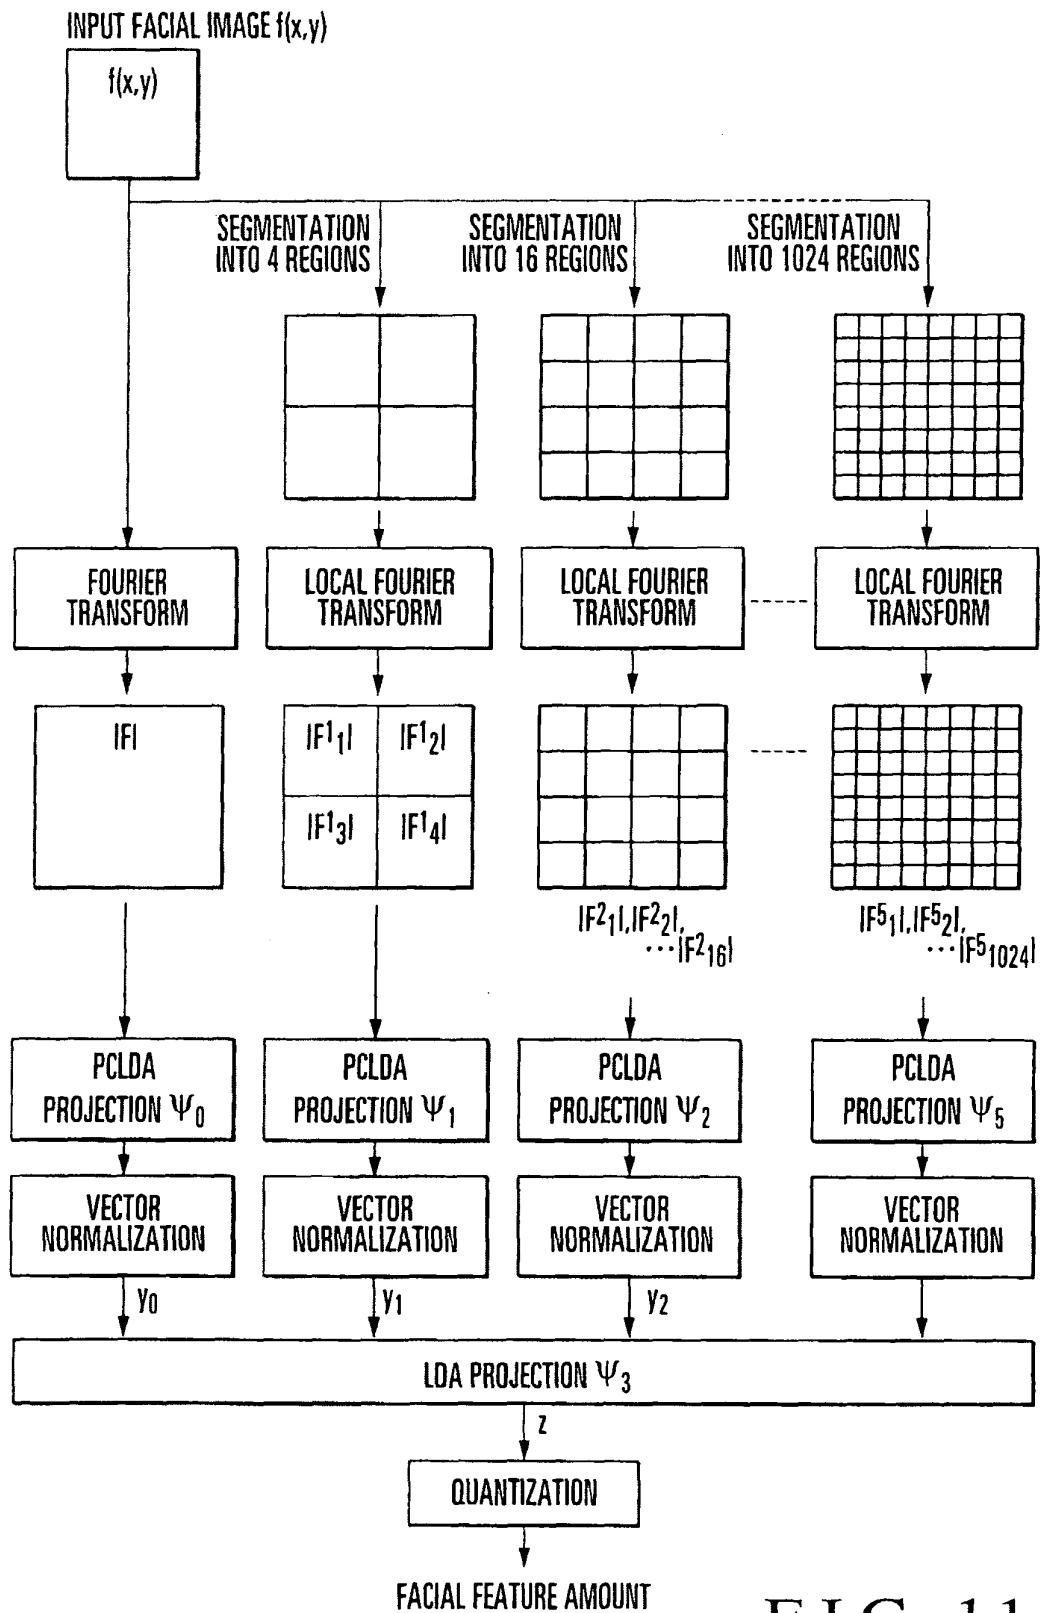 INPUT FACIAL IMAGE f(x,y)
f(x,y)
SEGMENTATION
INTO 4 REGIONS
SEGMENTATION
INTO 16 REGIONS
SEGMENTATION
INTO 1024 REGIONS
FOURIER
TRANSFORM
LOCAL FOURIER
TRANSFORM
LOCAL FOURIER
TRANSFORM
LOCAL FOURIER
TRANSFORM
|F|
|F¹₁|
|F¹₂|
|F¹₃|
|F¹₄|
|F²₁|,|F²₂|,
···|F²₁₆|
|F⁵₁|,|F⁵₂|,
···|F⁵₁₀₂₄|
PCLDA
PROJECTION Ψ₀
PCLDA
PROJECTION Ψ₁
PCLDA
PROJECTION Ψ₂
PCLDA
PROJECTION Ψ₅
VECTOR
NORMALIZATION
VECTOR
NORMALIZATION
VECTOR
NORMALIZATION
VECTOR
NORMALIZATION
y₀
y₁
y₂
LDA PROJECTION Ψ₃
z
QUANTIZATION
FACIAL FEATURE AMOUNT
FIG. 11